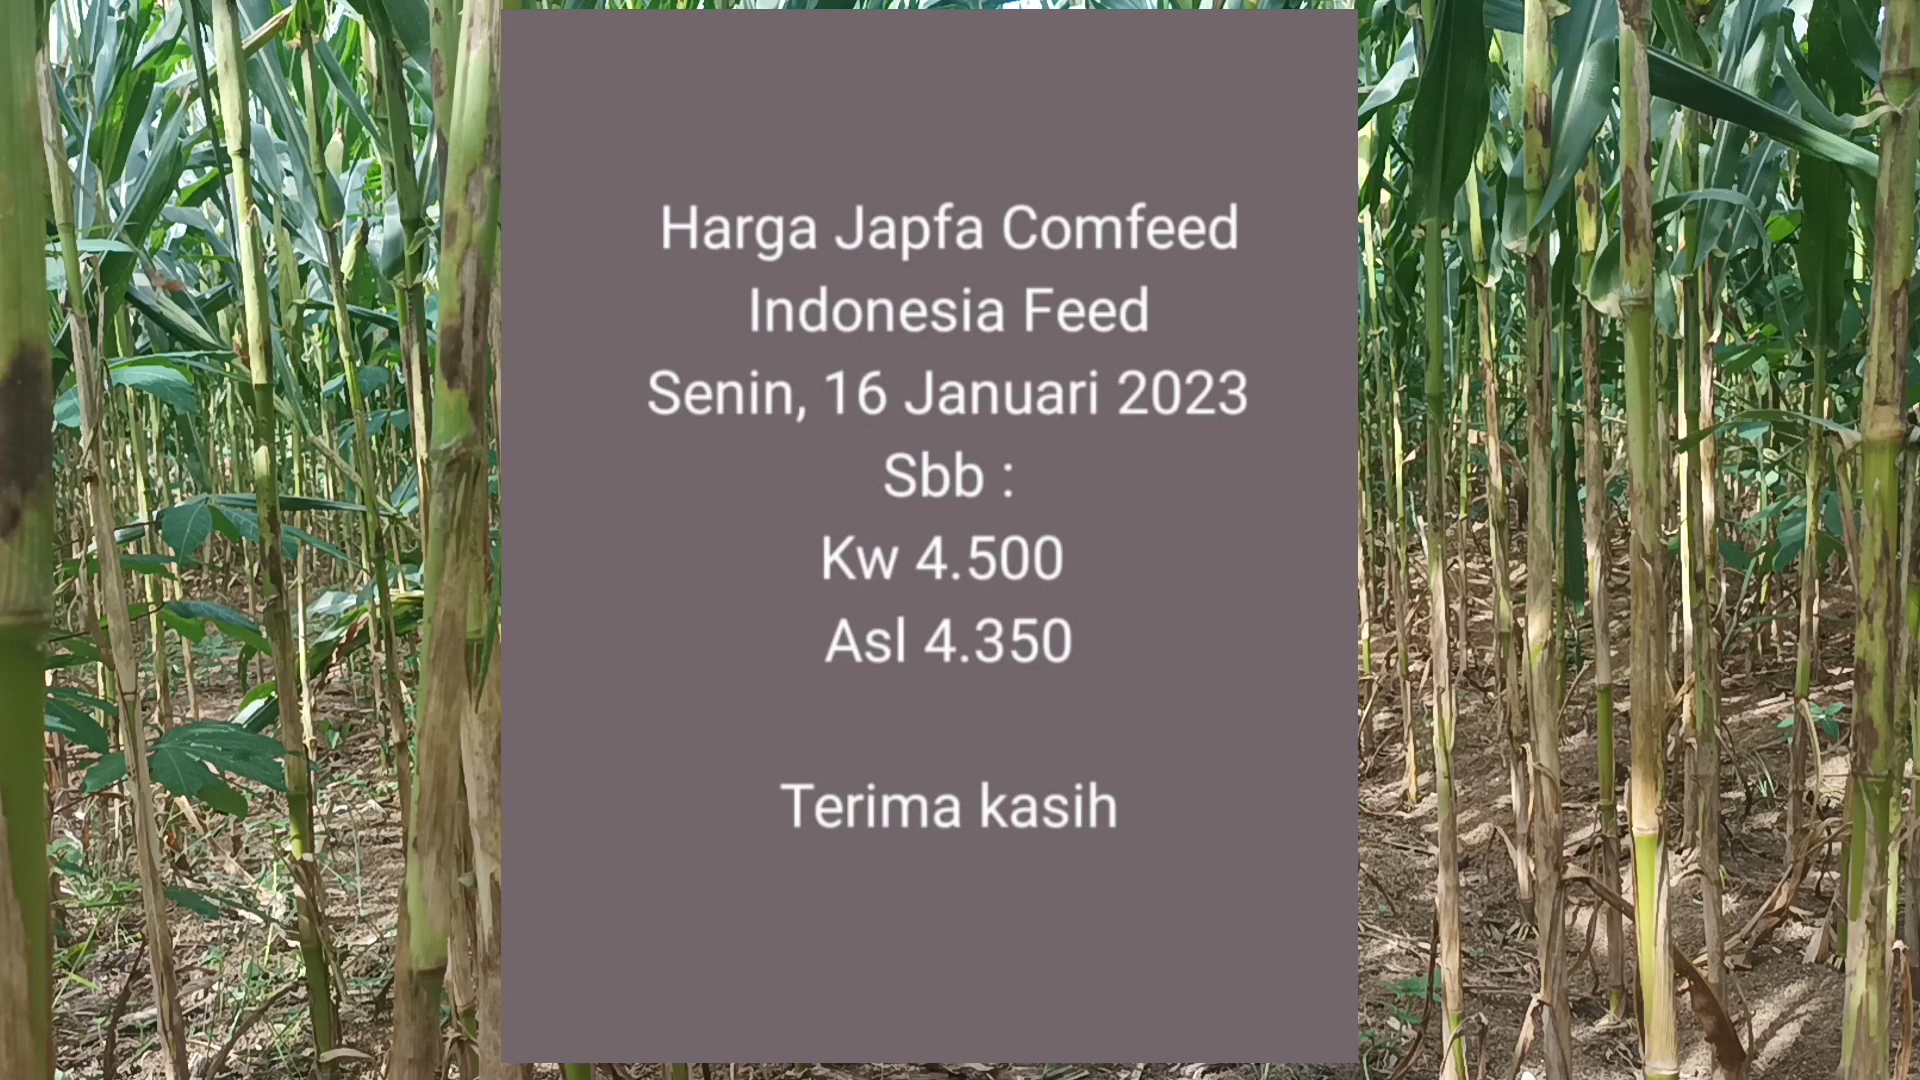 Harga Japfa Comfeed
Indonesia Feed
Senin, 16 Januari 2023
Sbb :
Kw 4.500
Asl 4.350
Terima kasih